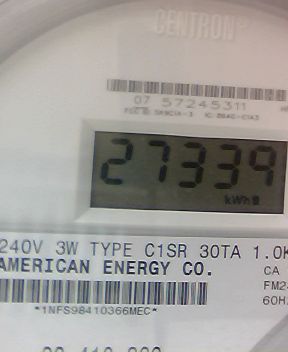 CENTRON
07 57245311
27339
kWh
240V 3W TYPE C1SR 30TA 1.0K
AMERICAN ENERGY CO.
CA
FM2
60H
*1NFS98410366MEC*